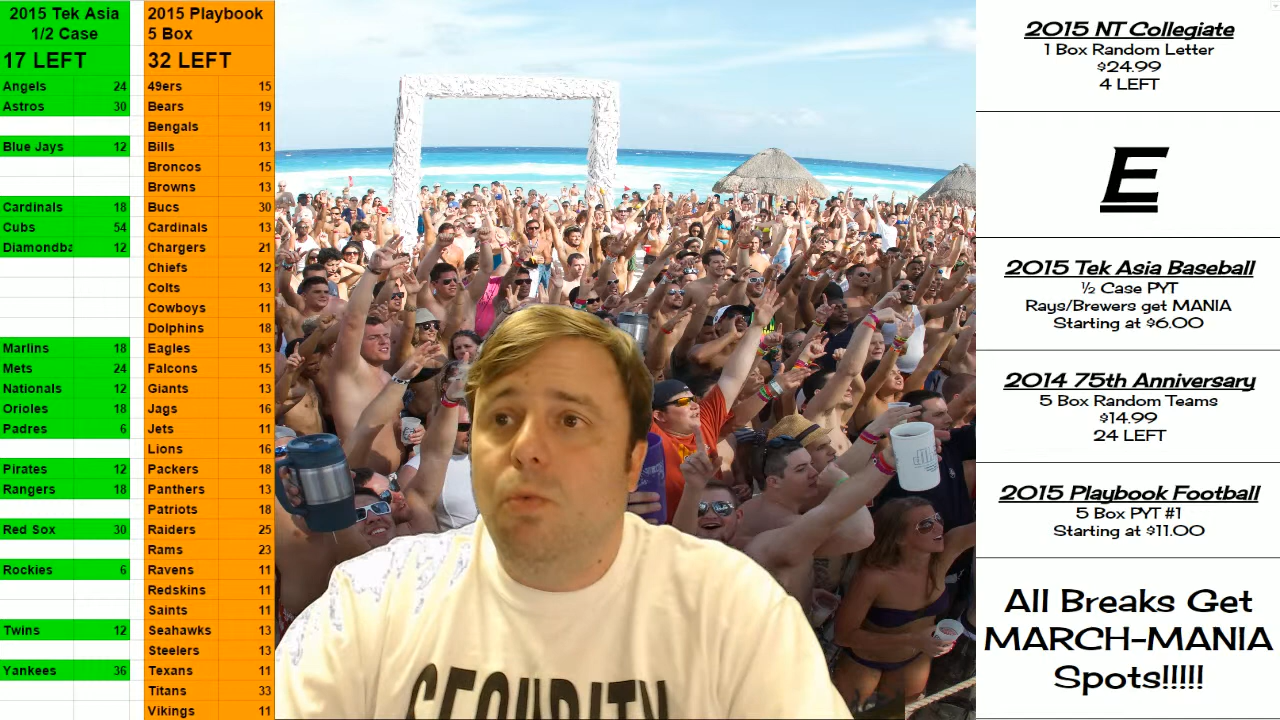 2015 Tek Asia
1/2 Case
17 LEFT
Angels 24
Astros 30
Blue Jays 12
Cardinals 18
Cubs 54
Diamondba 12
Marlins 18
Mets 24
Nationals 12
Orioles 18
Padres 6
Pirates 12
Rangers 18
Red Sox 30
Rockies 6
Twins 12
Yankees 36
2015 Playbook
5 Box
32 LEFT
49ers 15
Bears 19
Bengals 11
Bills 13
Broncos 15
Browns 13
Bucs 30
Cardinals 13
Chargers 21
Chiefs 12
Colts 13
Cowboys 11
Dolphins 18
Eagles 13
Falcons 15
Giants 13
Jags 16
Jets 11
Lions 16
Packers 18
Panthers 13
Patriots 18
Raiders 25
Rams 23
Ravens 11
Redskins 11
Saints 11
Seahawks 13
Steelers 13
Texans 11
Titans 33
Vikings 11
SECURITY
2015 NT Collegiate
1 Box Random Letter
$24.99
4 LEFT
E
2015 Tek Asia Baseball
½ Case PYT
Rays/Brewers get MANIA
Starting at $6.00
2014 75th Anniversary
5 Box Random Teams
$14.99
24 LEFT
2015 Playbook Football
5 Box PYT #1
Starting at $11.00
All Breaks Get
MARCH-MANIA
Spots!!!!!